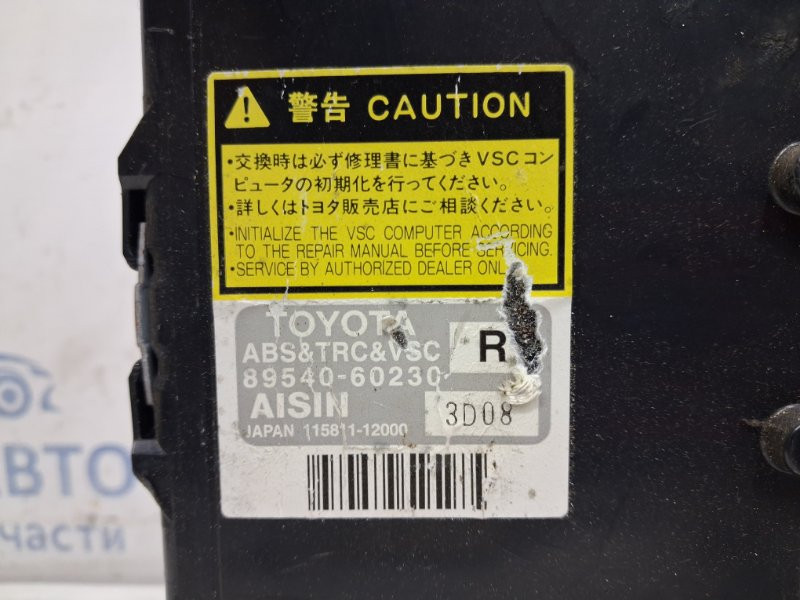 警告 CAUTION
・交換時は必ず修理書に基づきVSCコン
ピュータの初期化を行ってください。
・詳しくはトヨタ販売店にご相談ください。
・INITIALIZE THE VSC COMPUTER ACCORDING
TO THE REPAIR MANUAL BEFORE SERVICING.
・SERVICE BY AUTHORIZED DEALER ONLY
TOYOTA
ABS&TRC&VSC R
89540-60230
AISIN 3D08
JAPAN 115811-12000
АВТО
части